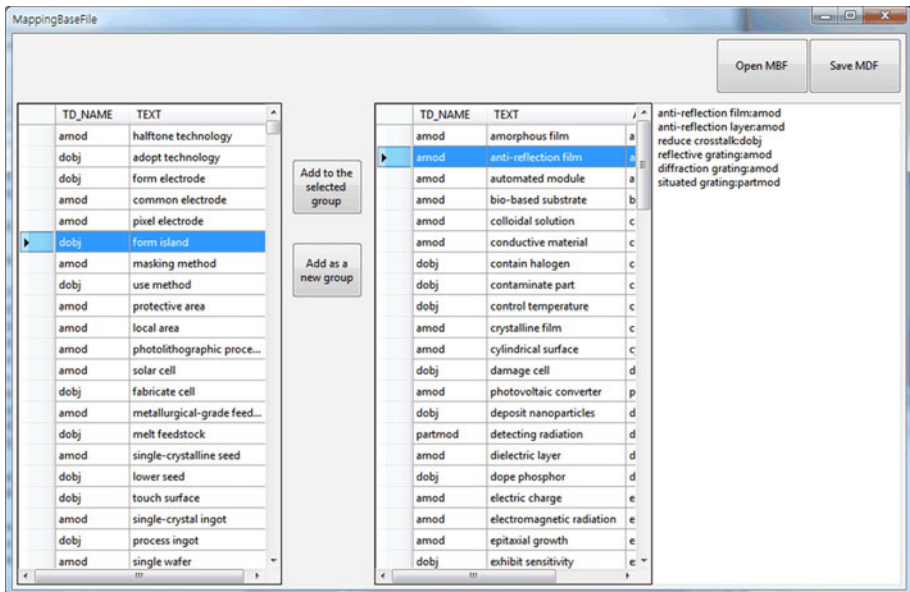 MappingBaseFile
Open MBF
Save MDF
TD_NAME TEXT
amod halftone technology
dobj adopt technology
dobj form electrode
amod common electrode
amod pixel electrode
dobj form island
amod masking method
dobj use method
amod protective area
amod local area
amod photolithographic proce...
amod solar cell
dobj fabricate cell
amod metallurgical-grade feed...
dobj melt feedstock
amod single-crystalline seed
dobj lower seed
dobj touch surface
amod single-crystal ingot
dobj process ingot
amod single wafer
Add to the
selected
group
Add as a
new group
TD_NAME TEXT
amod amorphous film a
amod anti-reflection film a
amod automated module a
amod bio-based substrate b
amod colloidal solution c
amod conductive material c
dobj contain halogen c
dobj contaminate part c
dobj control temperature c
amod crystalline film c
amod cylindrical surface c
dobj damage cell d
amod photovoltaic converter p
dobj deposit nanoparticles d
partmod detecting radiation d
amod dielectric layer d
dobj dope phosphor d
amod electric charge e
amod electromagnetic radiation e
amod epitaxial growth e
dobj exhibit sensitivity e
anti-reflection film:amod
anti-reflection layer:amod
reduce crosstalk:dobj
reflective grating:amod
diffraction grating:amod
situated grating:partmod